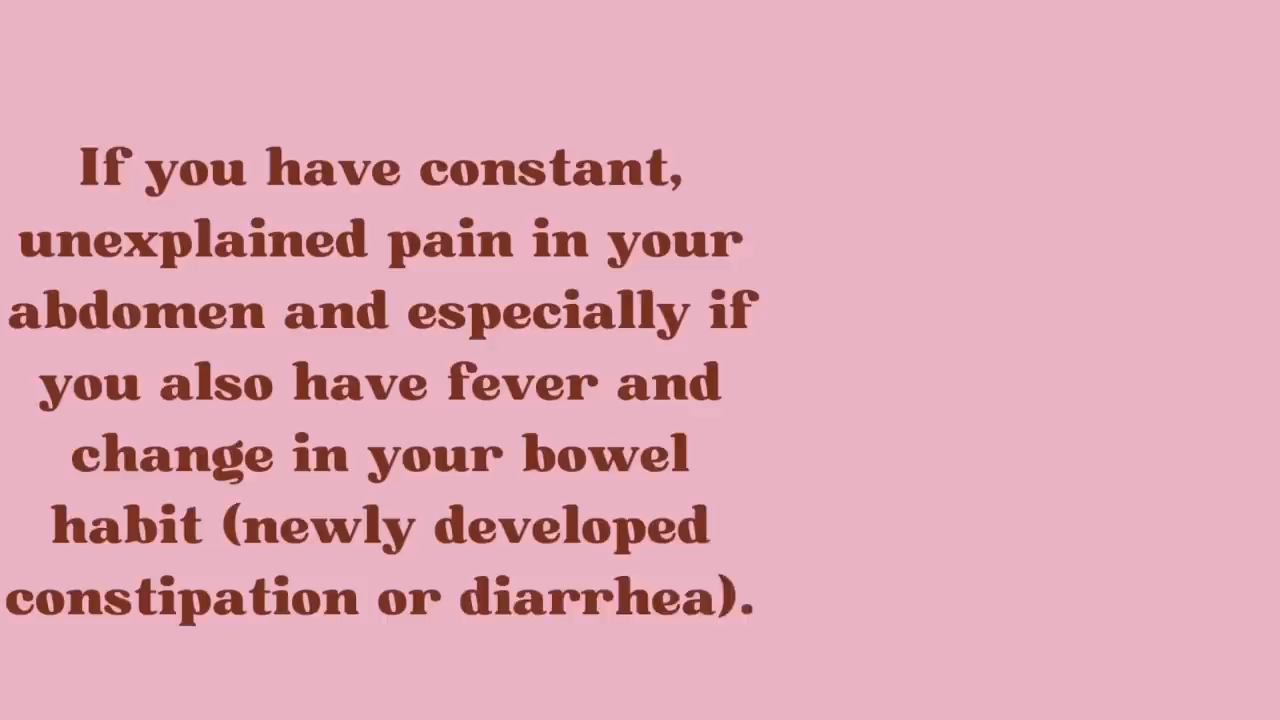 If you have constant,
unexplained pain in your
abdomen and especially if
you also have fever and
change in your bowel
habit (newly developed
constipation or diarrhea).